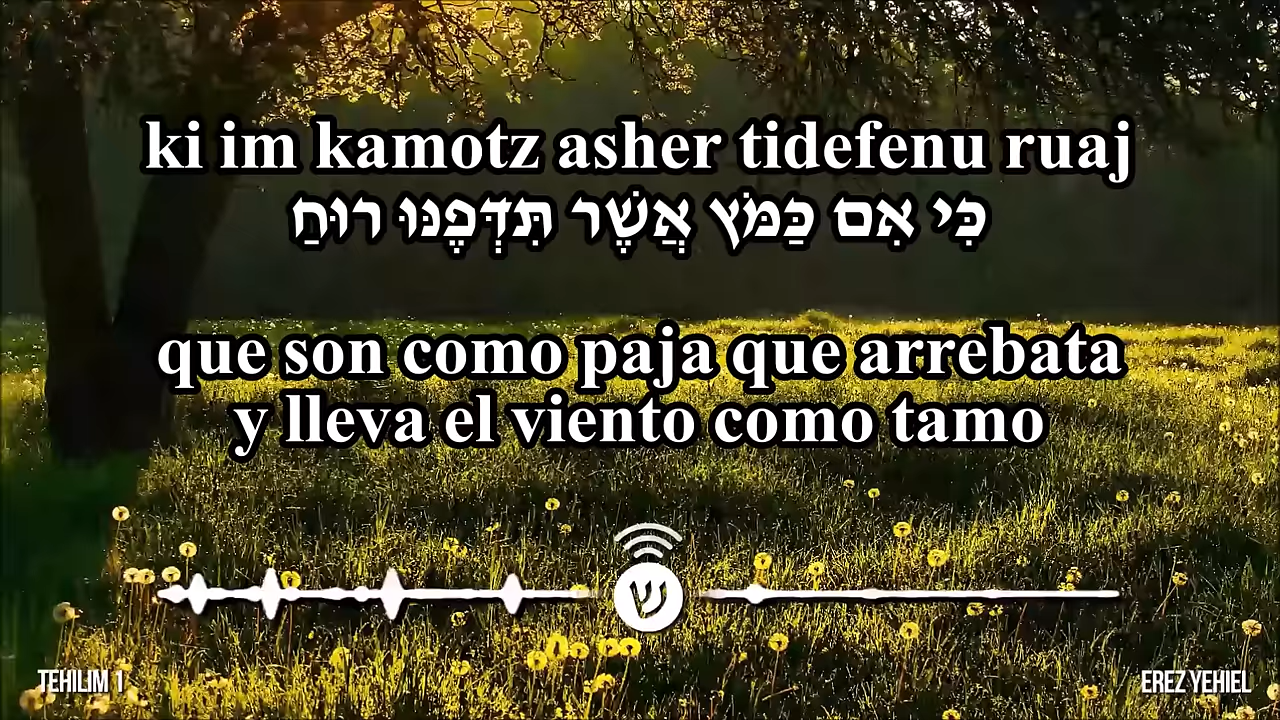 ki im kamotz asher tidefenu ruaj
כִּי אִם כַּמֹּץ אֲשֶׁר תִּדְּפֶנּוּ רוּחַ
que son como paja que arrebata
y lleva el viento como tamo
ש
TEHILIM 1
EREZ YEHIEL